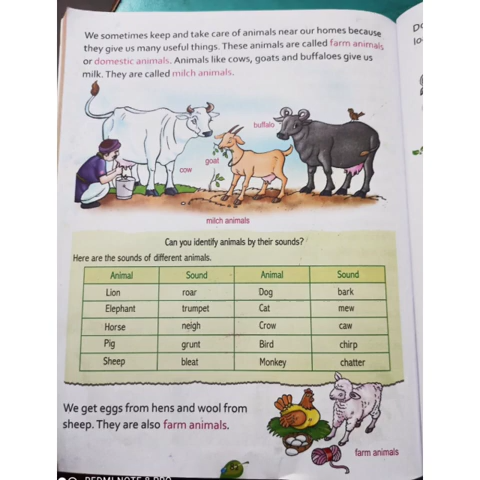 We sometimes keep and take care of animals near our homes because
they give us many useful things. These animals are called farm animals
or domestic animals. Animals like cows, goats and buffaloes give us
milk. They are called milch animals.
buffalo
goat
cow
milch animals
Can you identify animals by their sounds?
Here are the sounds of different animals.
Animal Sound Animal Sound
Lion roar Dog bark
Elephant trumpet Cat mew
Horse neigh Crow caw
Pig grunt Bird chirp
Sheep bleat Monkey chatter
We get eggs from hens and wool from
sheep. They are also farm animals.
farm animals